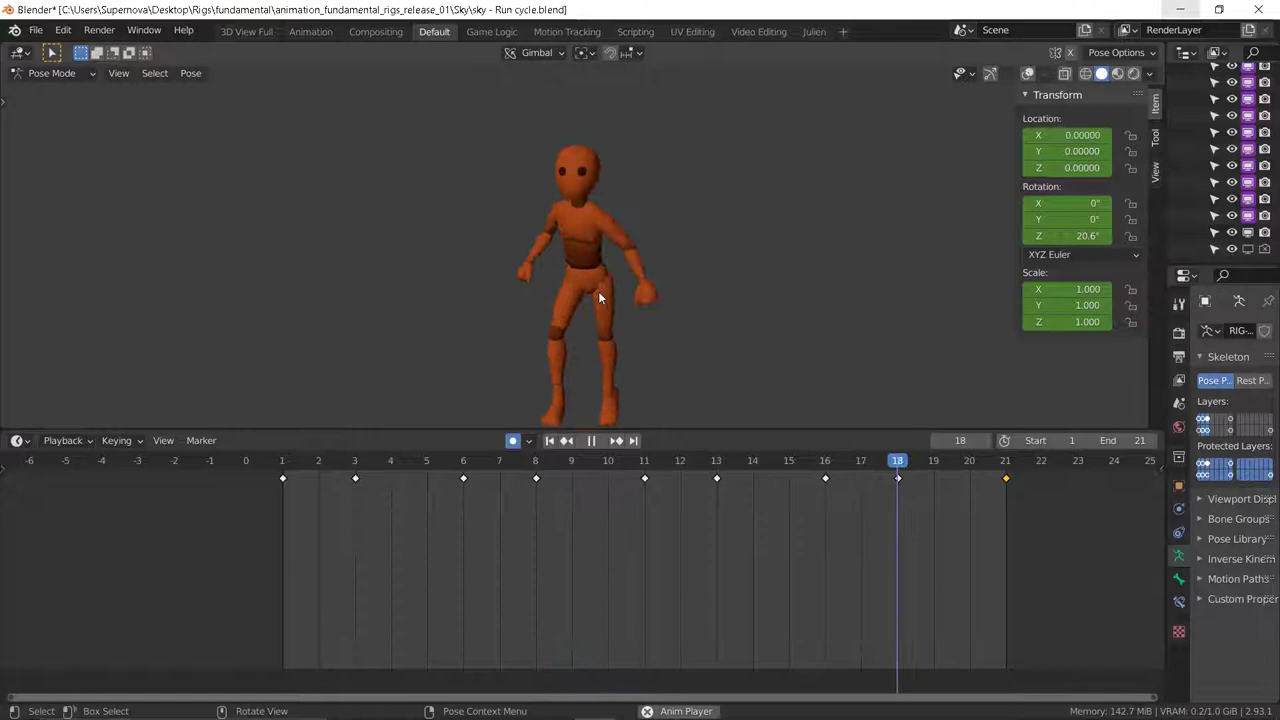 Blender* [C:\Users\Supernova\Desktop\Rigs\fundamental\animation_fundamental_rigs_release_01\Sky\sky - Run cycle.blend]
File Edit Render Window Help 3D View Full Animation Compositing Default Game Logic Motion Tracking Scripting UV Editing Video Editing Julien + Scene RenderLayer
Gimbal X Pose Options
Pose Mode View Select Pose
Transform
Item
Location:
X 0.00000
Tool
Y 0.00000
Z 0.00000
View
Rotation:
X 0°
Y 0°
Z 20.6°
XYZ Euler
Scale:
X 1.000
Y 1.000
Z 1.000
RIG-...
Skeleton
Pose P... Rest P...
Layers:
Protected Layers:
Viewport Displ
Bone Groups
Pose Library
Inverse Kinem
Motion Paths
Custom Proper
Playback Keying View Marker 18 Start 1 End 21
-6 -5 -4 -3 -2 -1 0 1 2 3 4 5 6 7 8 9 10 11 12 13 14 15 16 17 18 19 20 21 22 23 24 25
Select Box Select Rotate View Pose Context Menu Anim Player Memory: 142.7 MiB | VRAM: 0.2/1.0 GiB | 2.93.1